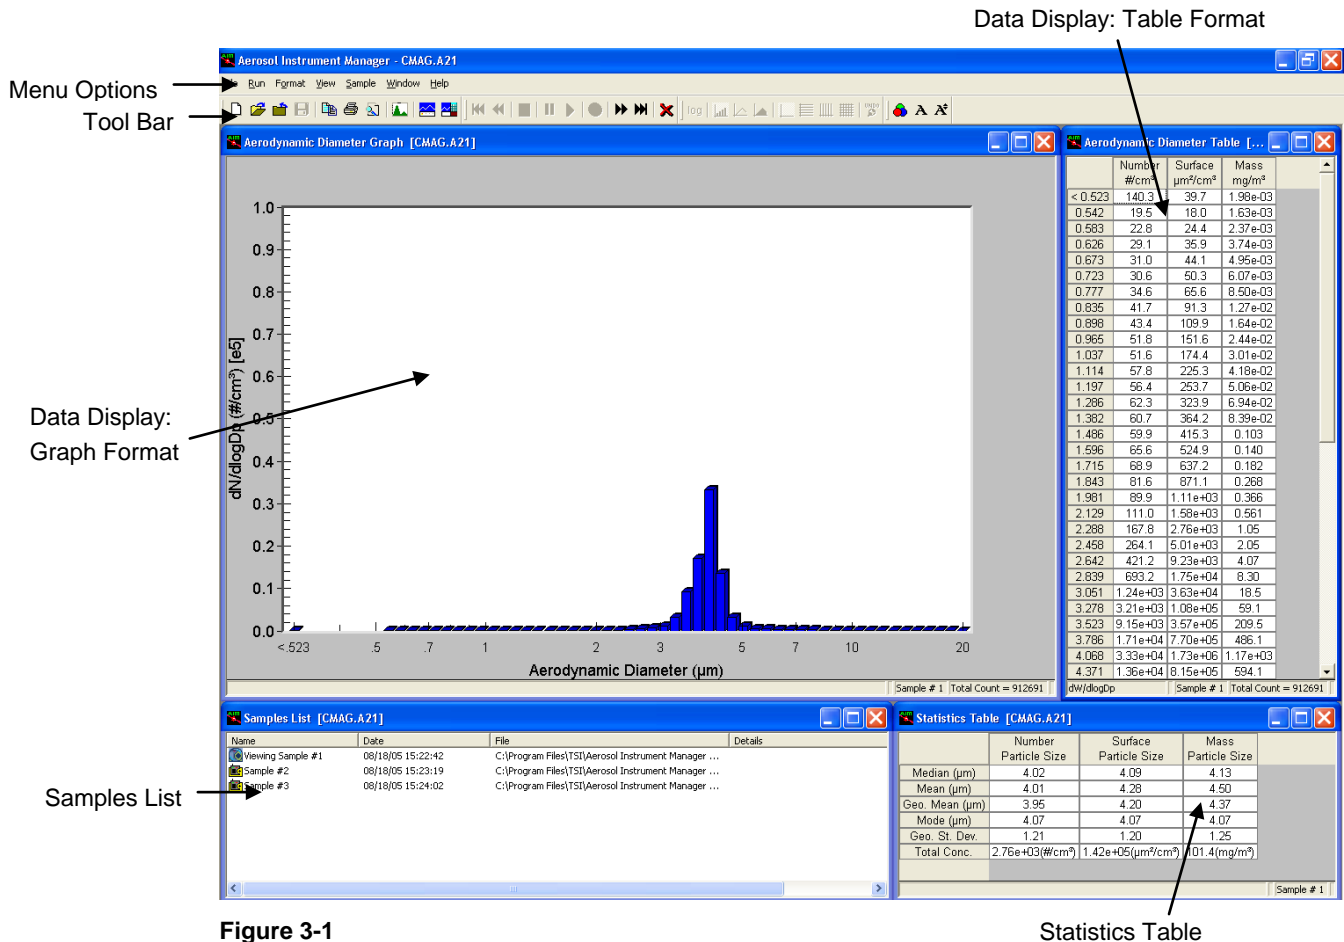 Data Display: Table Format
Aerosol Instrument Manager - CMAG.A21
Menu Options
Run Format View Sample Window Help
Tool Bar
log
A A
Aerodynamic Diameter Graph [CMAG.A21]
1.0
0.9
0.8
0.7
0.6
0.5
0.4
0.3
0.2
0.1
0.0
dN/dlogDp (#/cm³) [e5]
<.523 .5 .7 1 2 3 5 7 10 20
Aerodynamic Diameter (µm)
Sample # 1 Total Count = 912691
Data Display:
Graph Format
Aerodynamic Diameter Table [...
Number Surface Mass
#/cm³ µm²/cm³ mg/m³
< 0.523 140.3 39.7 1.98e-03
0.542 19.5 18.0 1.63e-03
0.583 22.8 24.4 2.37e-03
0.626 29.1 35.9 3.74e-03
0.673 31.0 44.1 4.95e-03
0.723 30.6 50.3 6.07e-03
0.777 34.6 65.6 8.50e-03
0.835 41.7 91.3 1.27e-02
0.898 43.4 109.9 1.64e-02
0.965 51.8 151.6 2.44e-02
1.037 51.6 174.4 3.01e-02
1.114 57.8 225.3 4.18e-02
1.197 56.4 253.7 5.06e-02
1.286 62.3 323.9 6.94e-02
1.382 60.7 364.2 8.39e-02
1.486 59.9 415.3 0.103
1.596 65.6 524.9 0.140
1.715 68.9 637.2 0.182
1.843 81.6 871.1 0.268
1.981 89.9 1.11e+03 0.366
2.129 111.0 1.58e+03 0.561
2.288 167.8 2.76e+03 1.05
2.458 264.1 5.01e+03 2.05
2.642 421.2 9.23e+03 4.07
2.839 693.2 1.75e+04 8.30
3.051 1.24e+03 3.63e+04 18.5
3.278 3.21e+03 1.08e+05 59.1
3.523 9.15e+03 3.57e+05 209.5
3.786 1.71e+04 7.70e+05 486.1
4.068 3.33e+04 1.73e+06 1.17e+03
4.371 1.36e+04 8.15e+05 594.1
dW/dlogDp Sample # 1 Total Count = 912691
Samples List [CMAG.A21]
Name Date File Details
Viewing Sample #1 08/18/05 15:22:42 C:\Program Files\TSI\Aerosol Instrument Manager ...
Sample #2 08/18/05 15:23:19 C:\Program Files\TSI\Aerosol Instrument Manager ...
Sample #3 08/18/05 15:24:02 C:\Program Files\TSI\Aerosol Instrument Manager ...
Samples List
Statistics Table [CMAG.A21]
Number Surface Mass
Particle Size Particle Size Particle Size
Median (µm) 4.02 4.09 4.13
Mean (µm) 4.01 4.28 4.50
Geo. Mean (µm) 3.95 4.20 4.37
Mode (µm) 4.07 4.07 4.07
Geo. St. Dev. 1.21 1.20 1.25
Total Conc. 2.76e+03(#/cm³) 1.42e+05(µm²/cm³) 101.4(mg/m³)
Sample # 1
Figure 3-1
Statistics Table